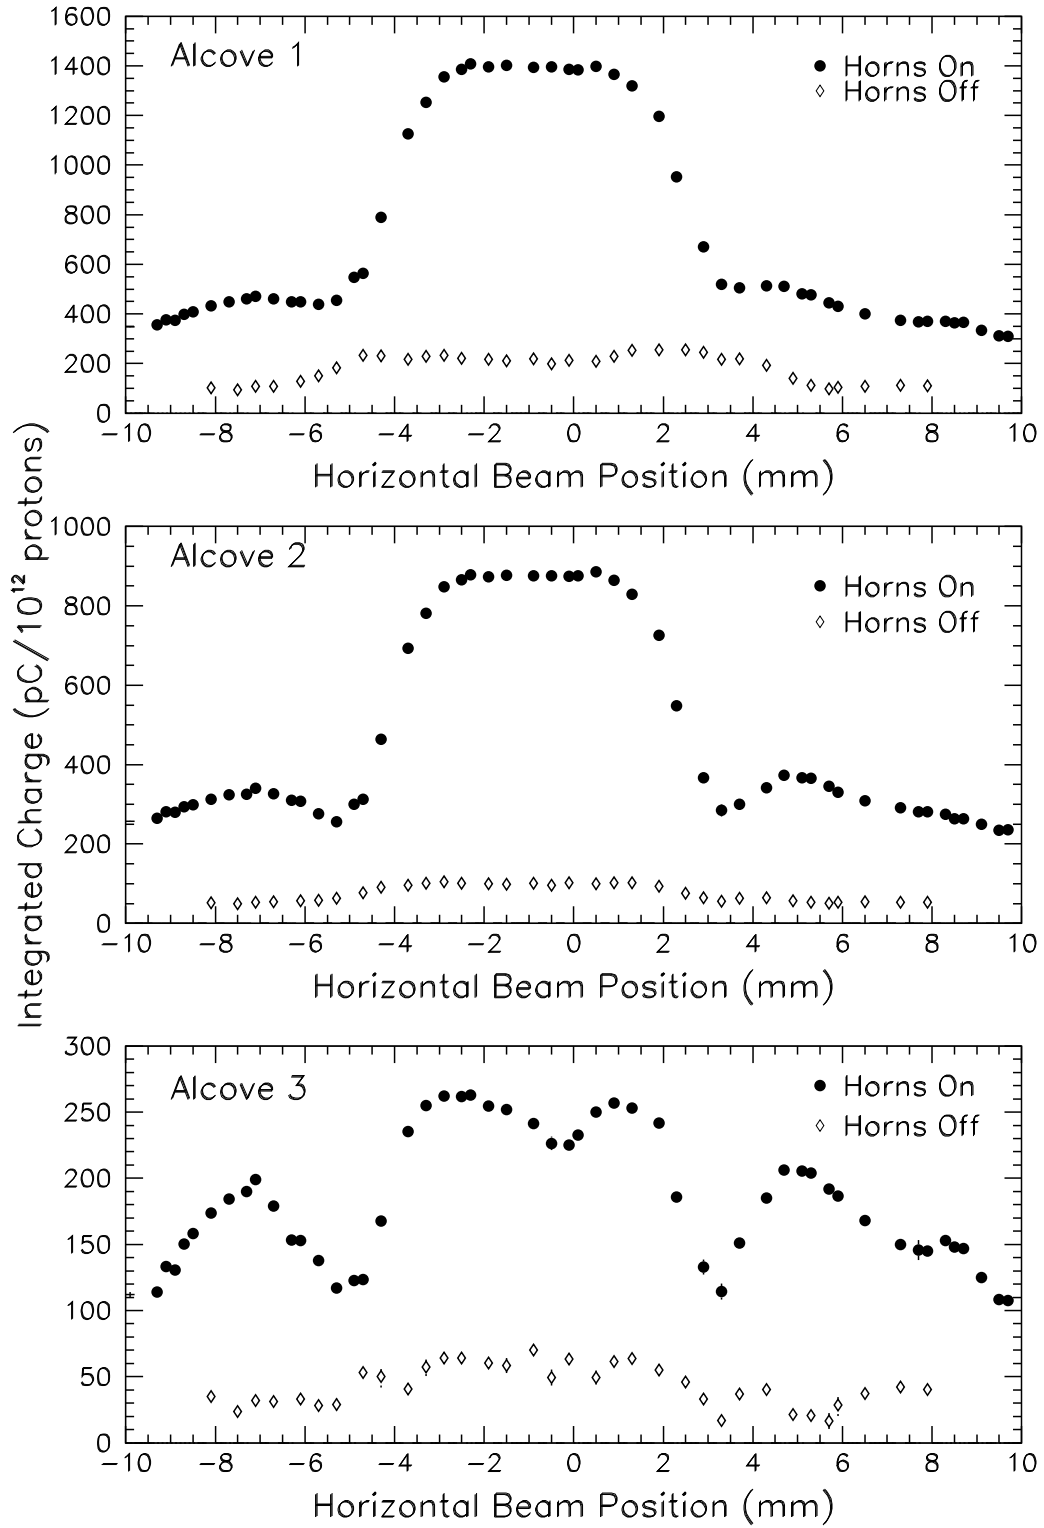 Integrated Charge (pC/10¹² protons)
1600
1400
1200
1000
800
600
400
200
0
Alcove 1
Horns On
Horns Off
−10 −8 −6 −4 −2 0 2 4 6 8 10
Horizontal Beam Position (mm)
1000
800
600
400
200
0
Alcove 2
Horns On
Horns Off
−10 −8 −6 −4 −2 0 2 4 6 8 10
Horizontal Beam Position (mm)
300
250
200
150
100
50
0
Alcove 3
Horns On
Horns Off
−10 −8 −6 −4 −2 0 2 4 6 8 10
Horizontal Beam Position (mm)